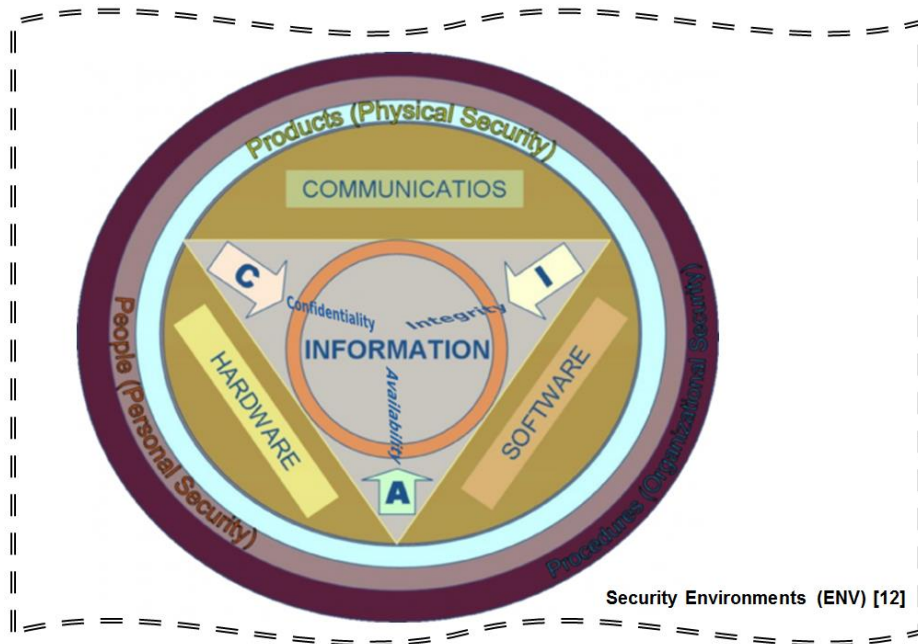 Products (Physical Security)
COMMUNICATIOS
C
I
Confidentiality
Integrity
INFORMATION
Availability
HARDWARE
SOFTWARE
A
People (Personal Security)
Procedures (Organizational Security)
Security Environments (ENV) [12]